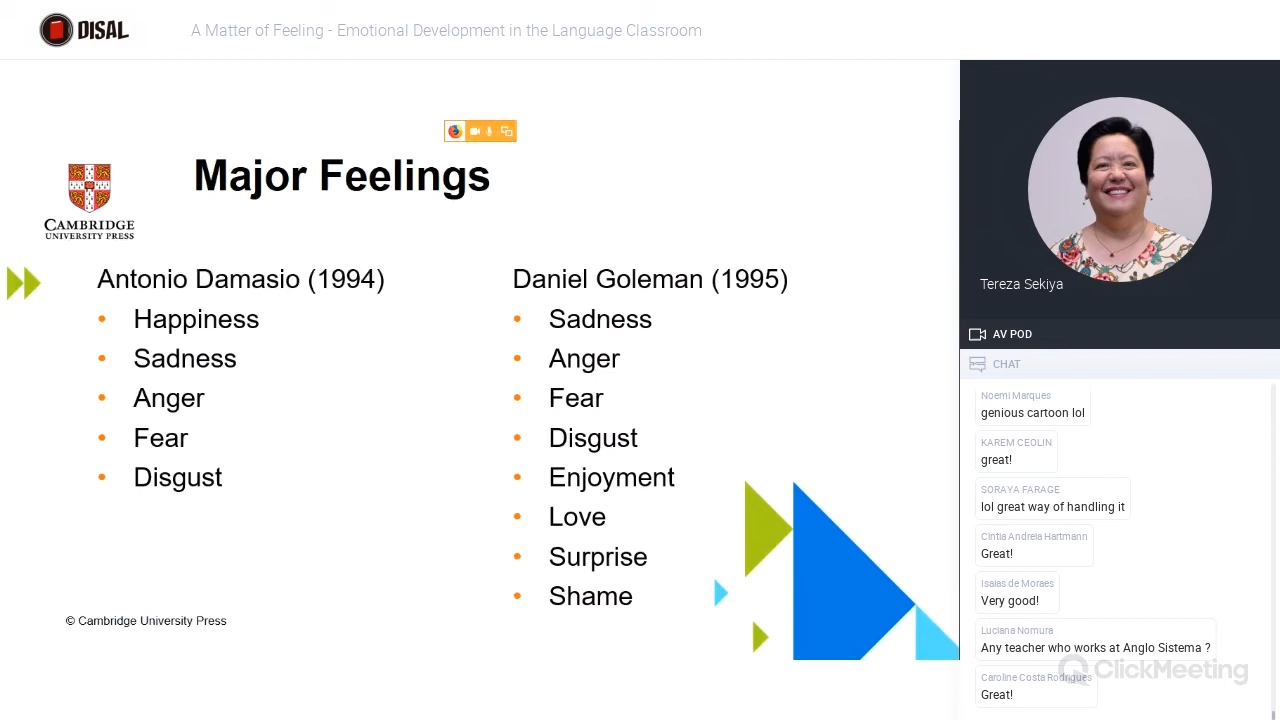 DISAL
A Matter of Feeling - Emotional Development in the Language Classroom
Major Feelings
CAMBRIDGE
UNIVERSITY PRESS
Antonio Damasio (1994)
Happiness
Sadness
Anger
Fear
Disgust
Daniel Goleman (1995)
Sadness
Anger
Fear
Disgust
Enjoyment
Love
Surprise
Shame
© Cambridge University Press
Tereza Sekiya
AV POD
CHAT
Noemi Marques
genious cartoon lol
KAREM CEOLIN
great!
SORAYA FARAGE
lol great way of handling it
Cintia Andreia Hartmann
Great!
Isaias de Moraes
Very good!
Luciana Nomura
Any teacher who works at Anglo Sistema ?
Caroline Costa Rodrigues
Great!
ClickMeeting